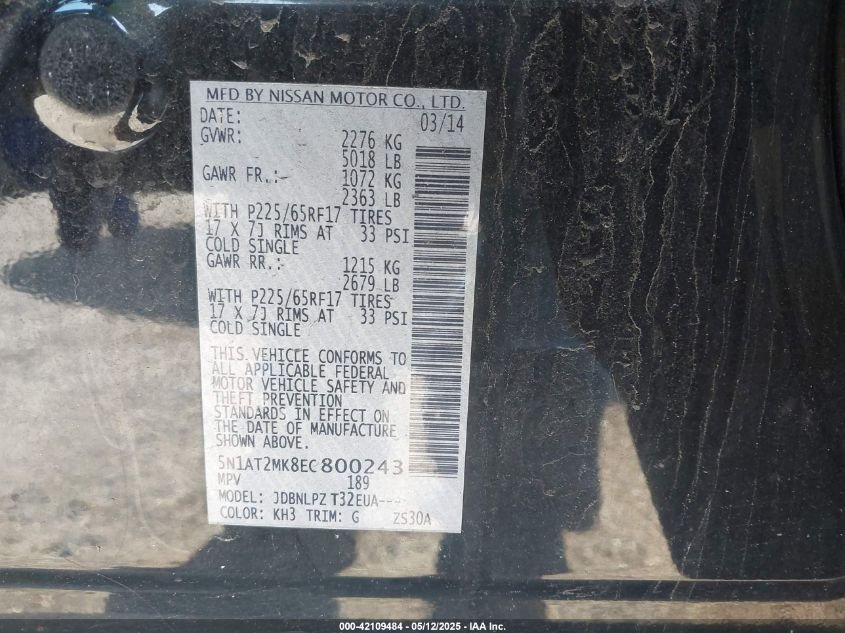 MFD BY NISSAN MOTOR CO., LTD.
DATE: 03/14
GVWR: 2276 KG
5018 LB
GAWR FR.:- 1072 KG
2363 LB
WITH P225/65RF17 TIRES
17 X 7J RIMS AT 33 PSI
COLD SINGLE
GAWR RR.:- 1215 KG
2679 LB
WITH P225/65RF17 TIRES
17 X 7J RIMS AT 33 PSI
COLD SINGLE
THIS VEHICLE CONFORMS TO
ALL APPLICABLE FEDERAL
MOTOR VEHICLE SAFETY AND
THEFT PREVENTION
STANDARDS IN EFFECT ON
THE DATE OF MANUFACTURE
SHOWN ABOVE.
5N1AT2MK8EC800243
MPV 189
MODEL: JDBNLPZ T32EUA---
COLOR: KH3 TRIM: G ZS30A
000-42109484 - 05/12/2025 - IAA Inc.